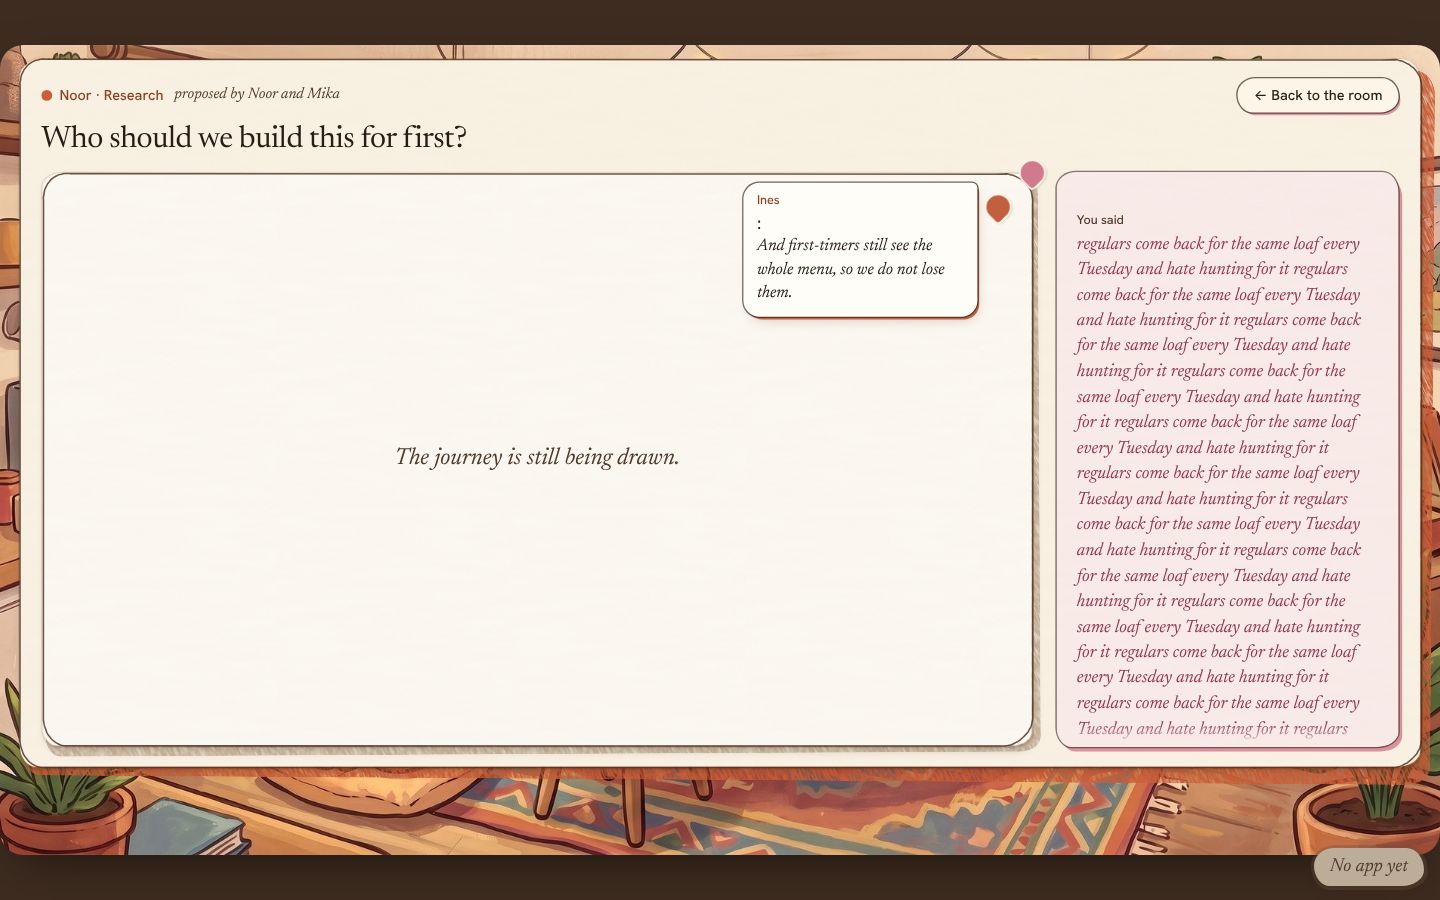 Noor · Research proposed by Noor and Mika
← Back to the room
Who should we build this for first?
Ines
:
And first-timers still see the
whole menu, so we do not lose
them.
The journey is still being drawn.
You said
regulars come back for the same loaf every
Tuesday and hate hunting for it regulars
come back for the same loaf every Tuesday
and hate hunting for it regulars come back
for the same loaf every Tuesday and hate
hunting for it regulars come back for the
same loaf every Tuesday and hate hunting
for it regulars come back for the same loaf
every Tuesday and hate hunting for it
regulars come back for the same loaf every
Tuesday and hate hunting for it regulars
come back for the same loaf every Tuesday
and hate hunting for it regulars come back
for the same loaf every Tuesday and hate
hunting for it regulars come back for the
same loaf every Tuesday and hate hunting
for it regulars come back for the same loaf
every Tuesday and hate hunting for it
regulars come back for the same loaf every
Tuesday and hate hunting for it regulars
No app yet